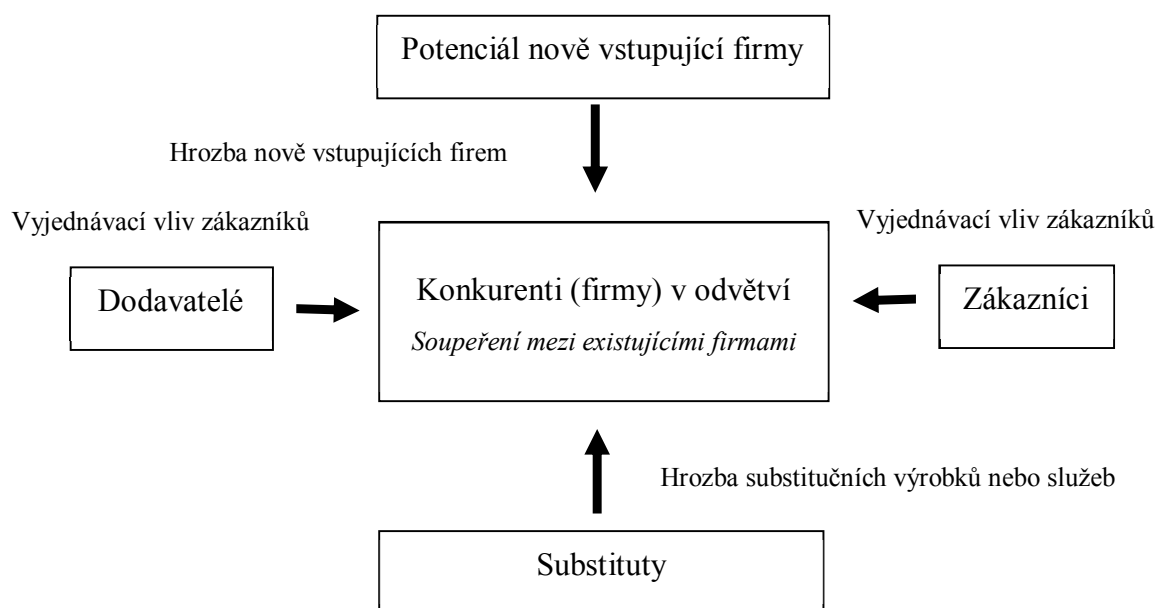 Potenciál nově vstupující firmy
Hrozba nově vstupujících firem
Vyjednávací vliv zákazníků
Vyjednávací vliv zákazníků
Dodavatelé
Konkurenti (firmy) v odvětví
Soupeření mezi existujícími firmami
Zákazníci
Hrozba substitučních výrobků nebo služeb
Substituty